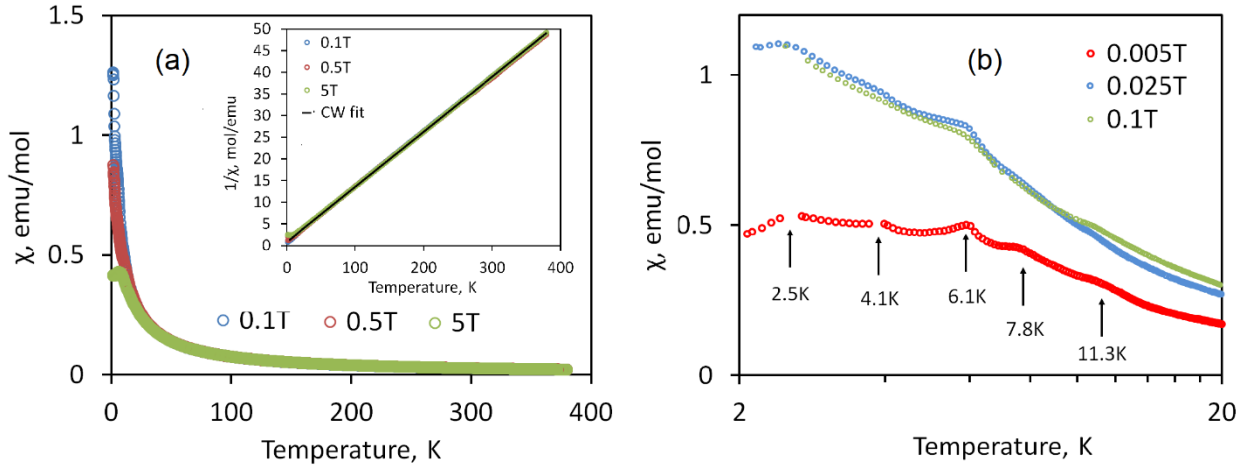 (a)
χ, emu/mol
1.5
1
0.5
0
0 100 200 300 400
Temperature, K
0.1T 0.5T 5T
1/χ, mol/emu
50
45
40
35
30
25
20
15
10
5
0
0 100 200 300 400
Temperature, K
0.1T
0.5T
5T
CW fit
(b)
χ, emu/mol
1
1
0
2 20
Temperature, K
0.005T
0.025T
0.1T
2.5K
4.1K
6.1K
7.8K
11.3K